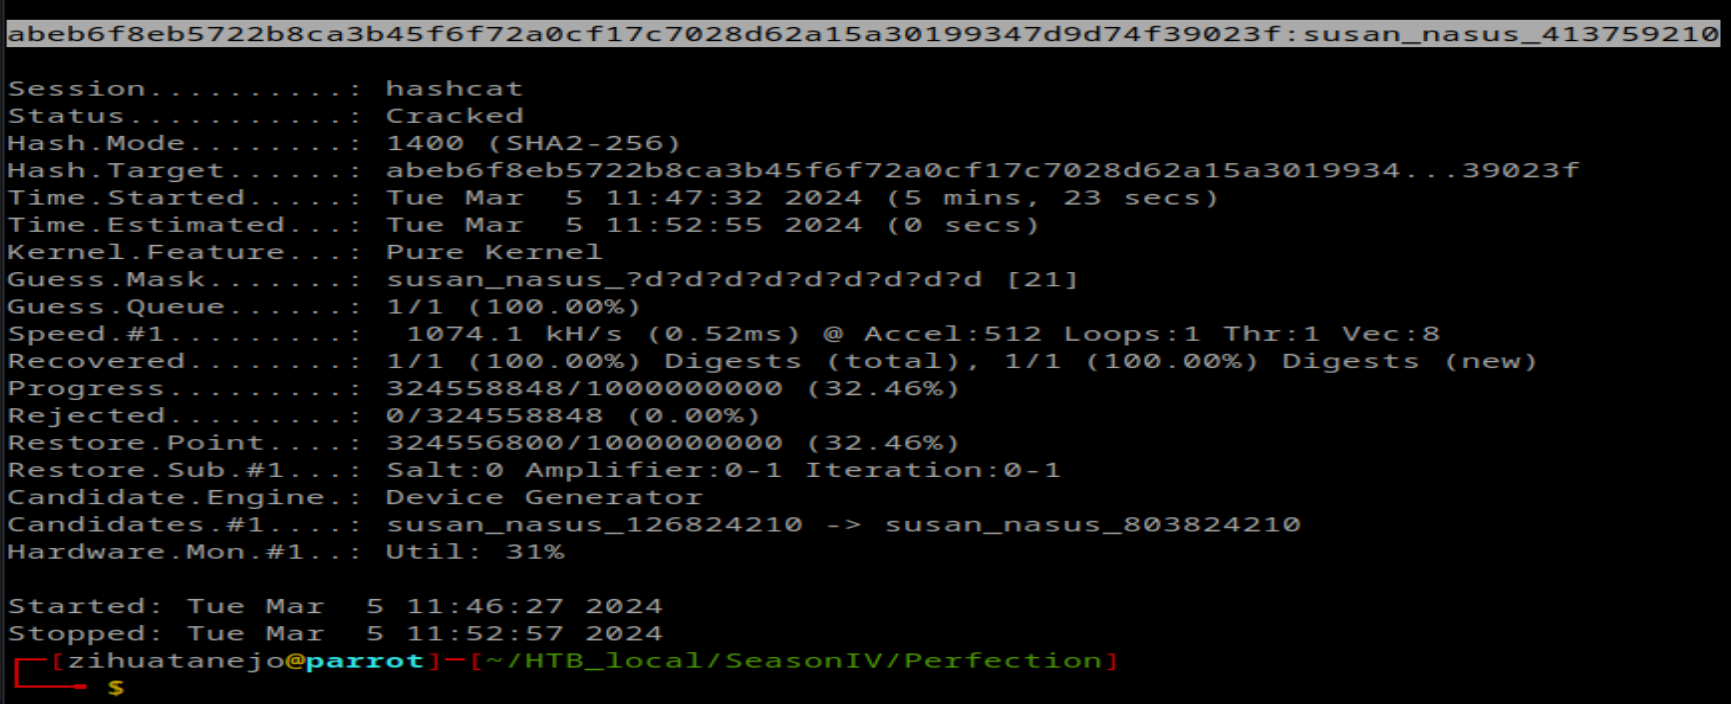 abeb6f8eb5722b8ca3b45f6f72a0cf17c7028d62a15a30199347d9d74f39023f:susan_nasus_413759210
Session..........: hashcat
Status...........: Cracked
Hash.Mode........: 1400 (SHA2-256)
Hash.Target......: abeb6f8eb5722b8ca3b45f6f72a0cf17c7028d62a15a3019934...39023f
Time.Started.....: Tue Mar  5 11:47:32 2024 (5 mins, 23 secs)
Time.Estimated...: Tue Mar  5 11:52:55 2024 (0 secs)
Kernel.Feature...: Pure Kernel
Guess.Mask.......: susan_nasus_?d?d?d?d?d?d?d?d?d [21]
Guess.Queue......: 1/1 (100.00%)
Speed.#1.........:  1074.1 kH/s (0.52ms) @ Accel:512 Loops:1 Thr:1 Vec:8
Recovered........: 1/1 (100.00%) Digests (total), 1/1 (100.00%) Digests (new)
Progress.........: 324558848/1000000000 (32.46%)
Rejected.........: 0/324558848 (0.00%)
Restore.Point....: 324556800/1000000000 (32.46%)
Restore.Sub.#1...: Salt:0 Amplifier:0-1 Iteration:0-1
Candidate.Engine.: Device Generator
Candidates.#1....: susan_nasus_126824210 -> susan_nasus_803824210
Hardware.Mon.#1..: Util: 31%
Started: Tue Mar  5 11:46:27 2024
Stopped: Tue Mar  5 11:52:57 2024
┌─[zihuatanejo@parrot]─[~/HTB_local/SeasonIV/Perfection]
└──╼ $